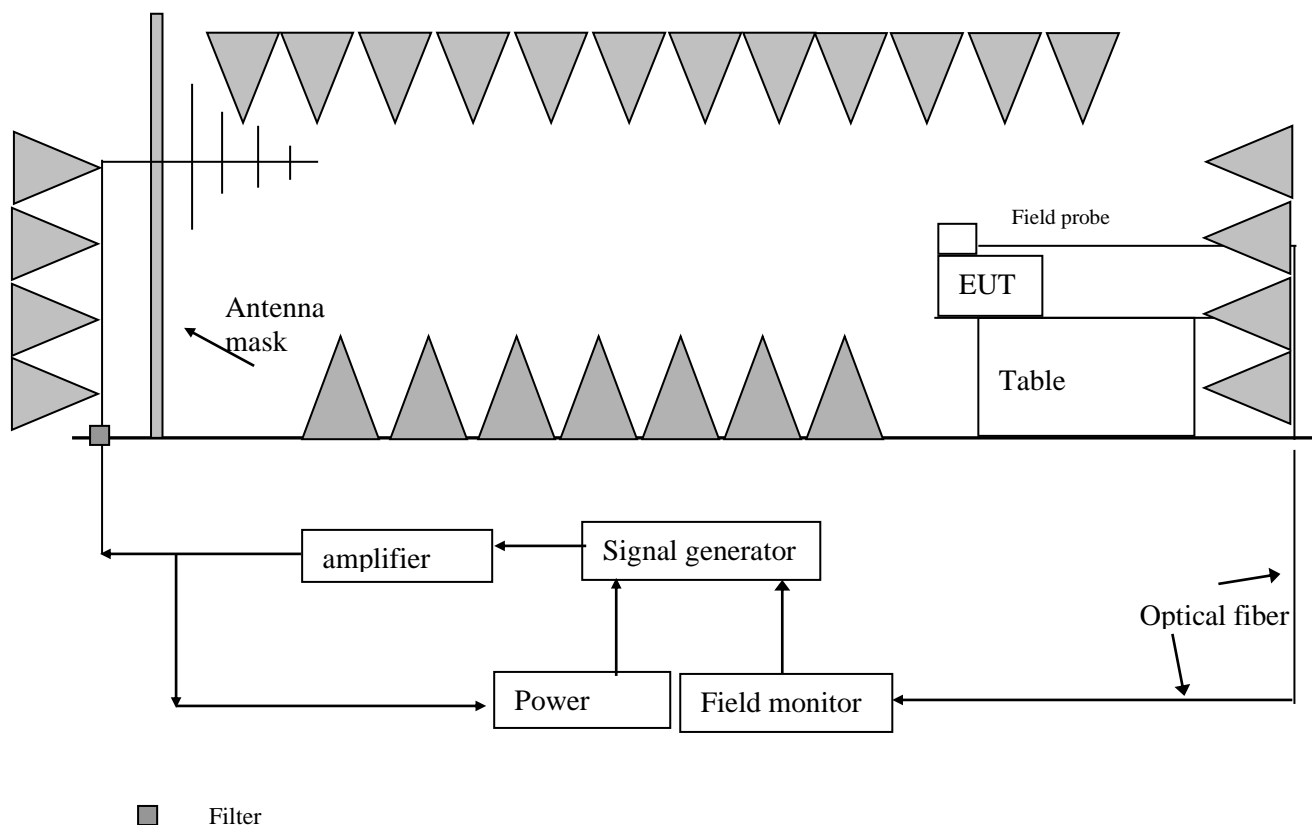 Field probe
EUT
Antenna
mask
Table
Signal generator
amplifier
Optical fiber
Power
Field monitor
Filter